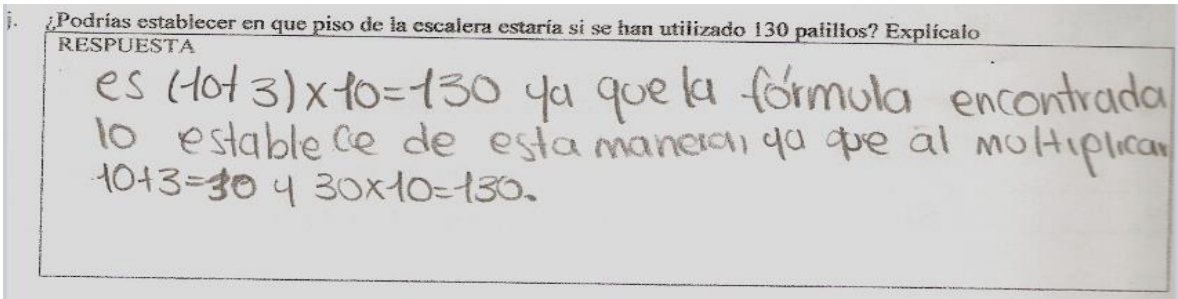 j. ¿Podrías establecer en que piso de la escalera estaría si se han utilizado 130 palillos? Explícalo
RESPUESTA
es (10+3)x10=130 ya que la fórmula encontrada
lo establece de esta manera, ya que al multiplicar
10+3=30 y 30x10=130.